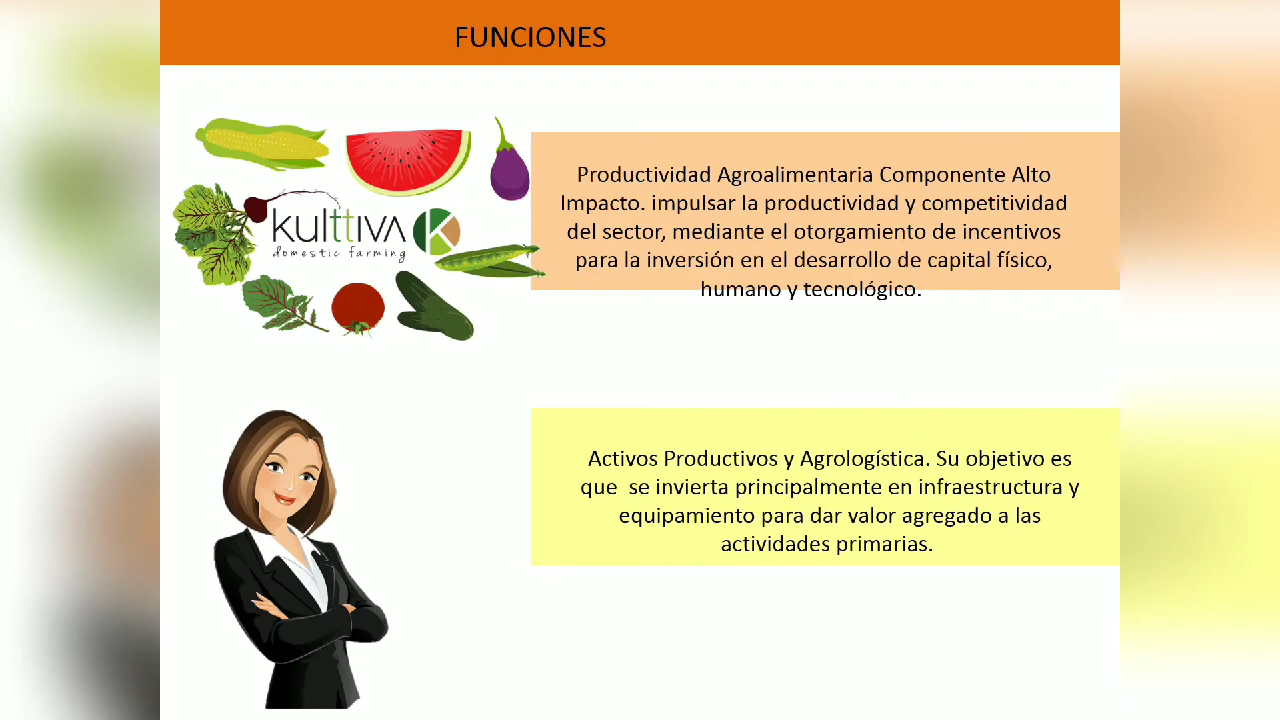 FUNCIONES
kulttiva K
domestic farming
Productividad Agroalimentaria Componente Alto
Impacto. impulsar la productividad y competitividad
del sector, mediante el otorgamiento de incentivos
para la inversión en el desarrollo de capital físico,
humano y tecnológico.
Activos Productivos y Agrologística. Su objetivo es
que  se invierta principalmente en infraestructura y
equipamiento para dar valor agregado a las
actividades primarias.